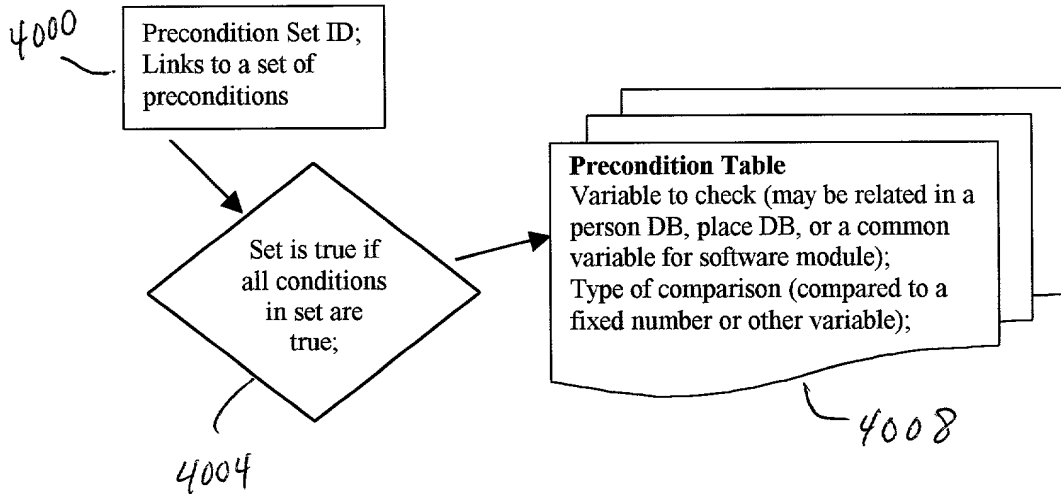 4000
Precondition Set ID;
Links to a set of
preconditions
Set is true if
all conditions
in set are
true;
4004
Precondition Table
Variable to check (may be related in a
person DB, place DB, or a common
variable for software module);
Type of comparison (compared to a
fixed number or other variable);
4008